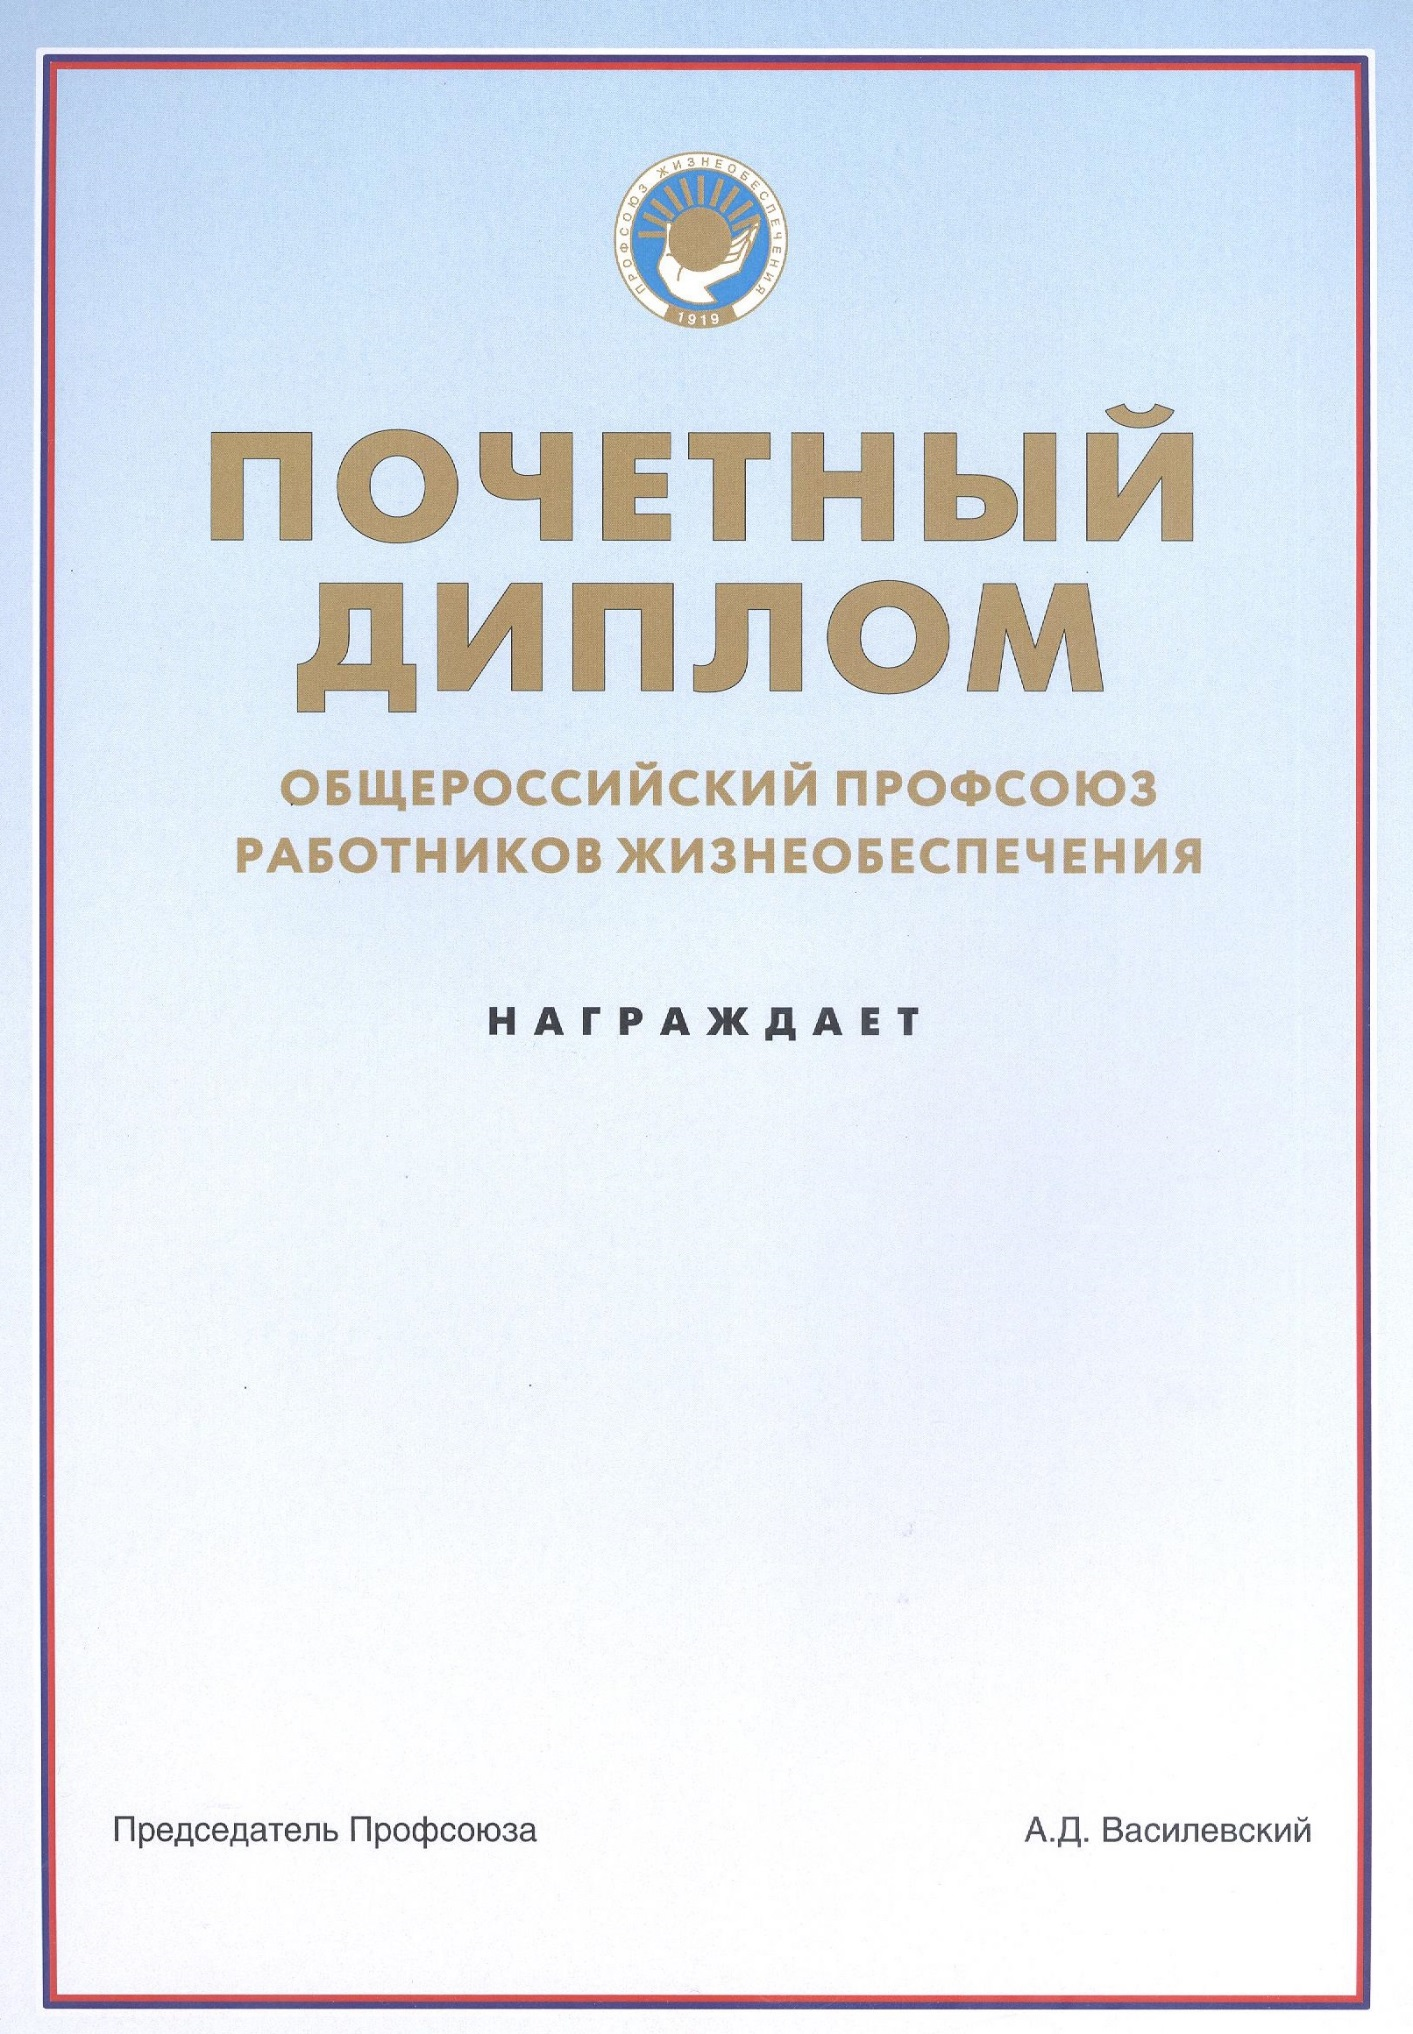 ПРОФСОЮЗ ЖИЗНЕОБЕСПЕЧЕНИЯ
1919
ПОЧЕТНЫЙ
ДИПЛОМ
ОБЩЕРОССИЙСКИЙ ПРОФСОЮЗ
РАБОТНИКОВ ЖИЗНЕОБЕСПЕЧЕНИЯ
НАГРАЖДАЕТ
Председатель Профсоюза
А.Д. Василевский